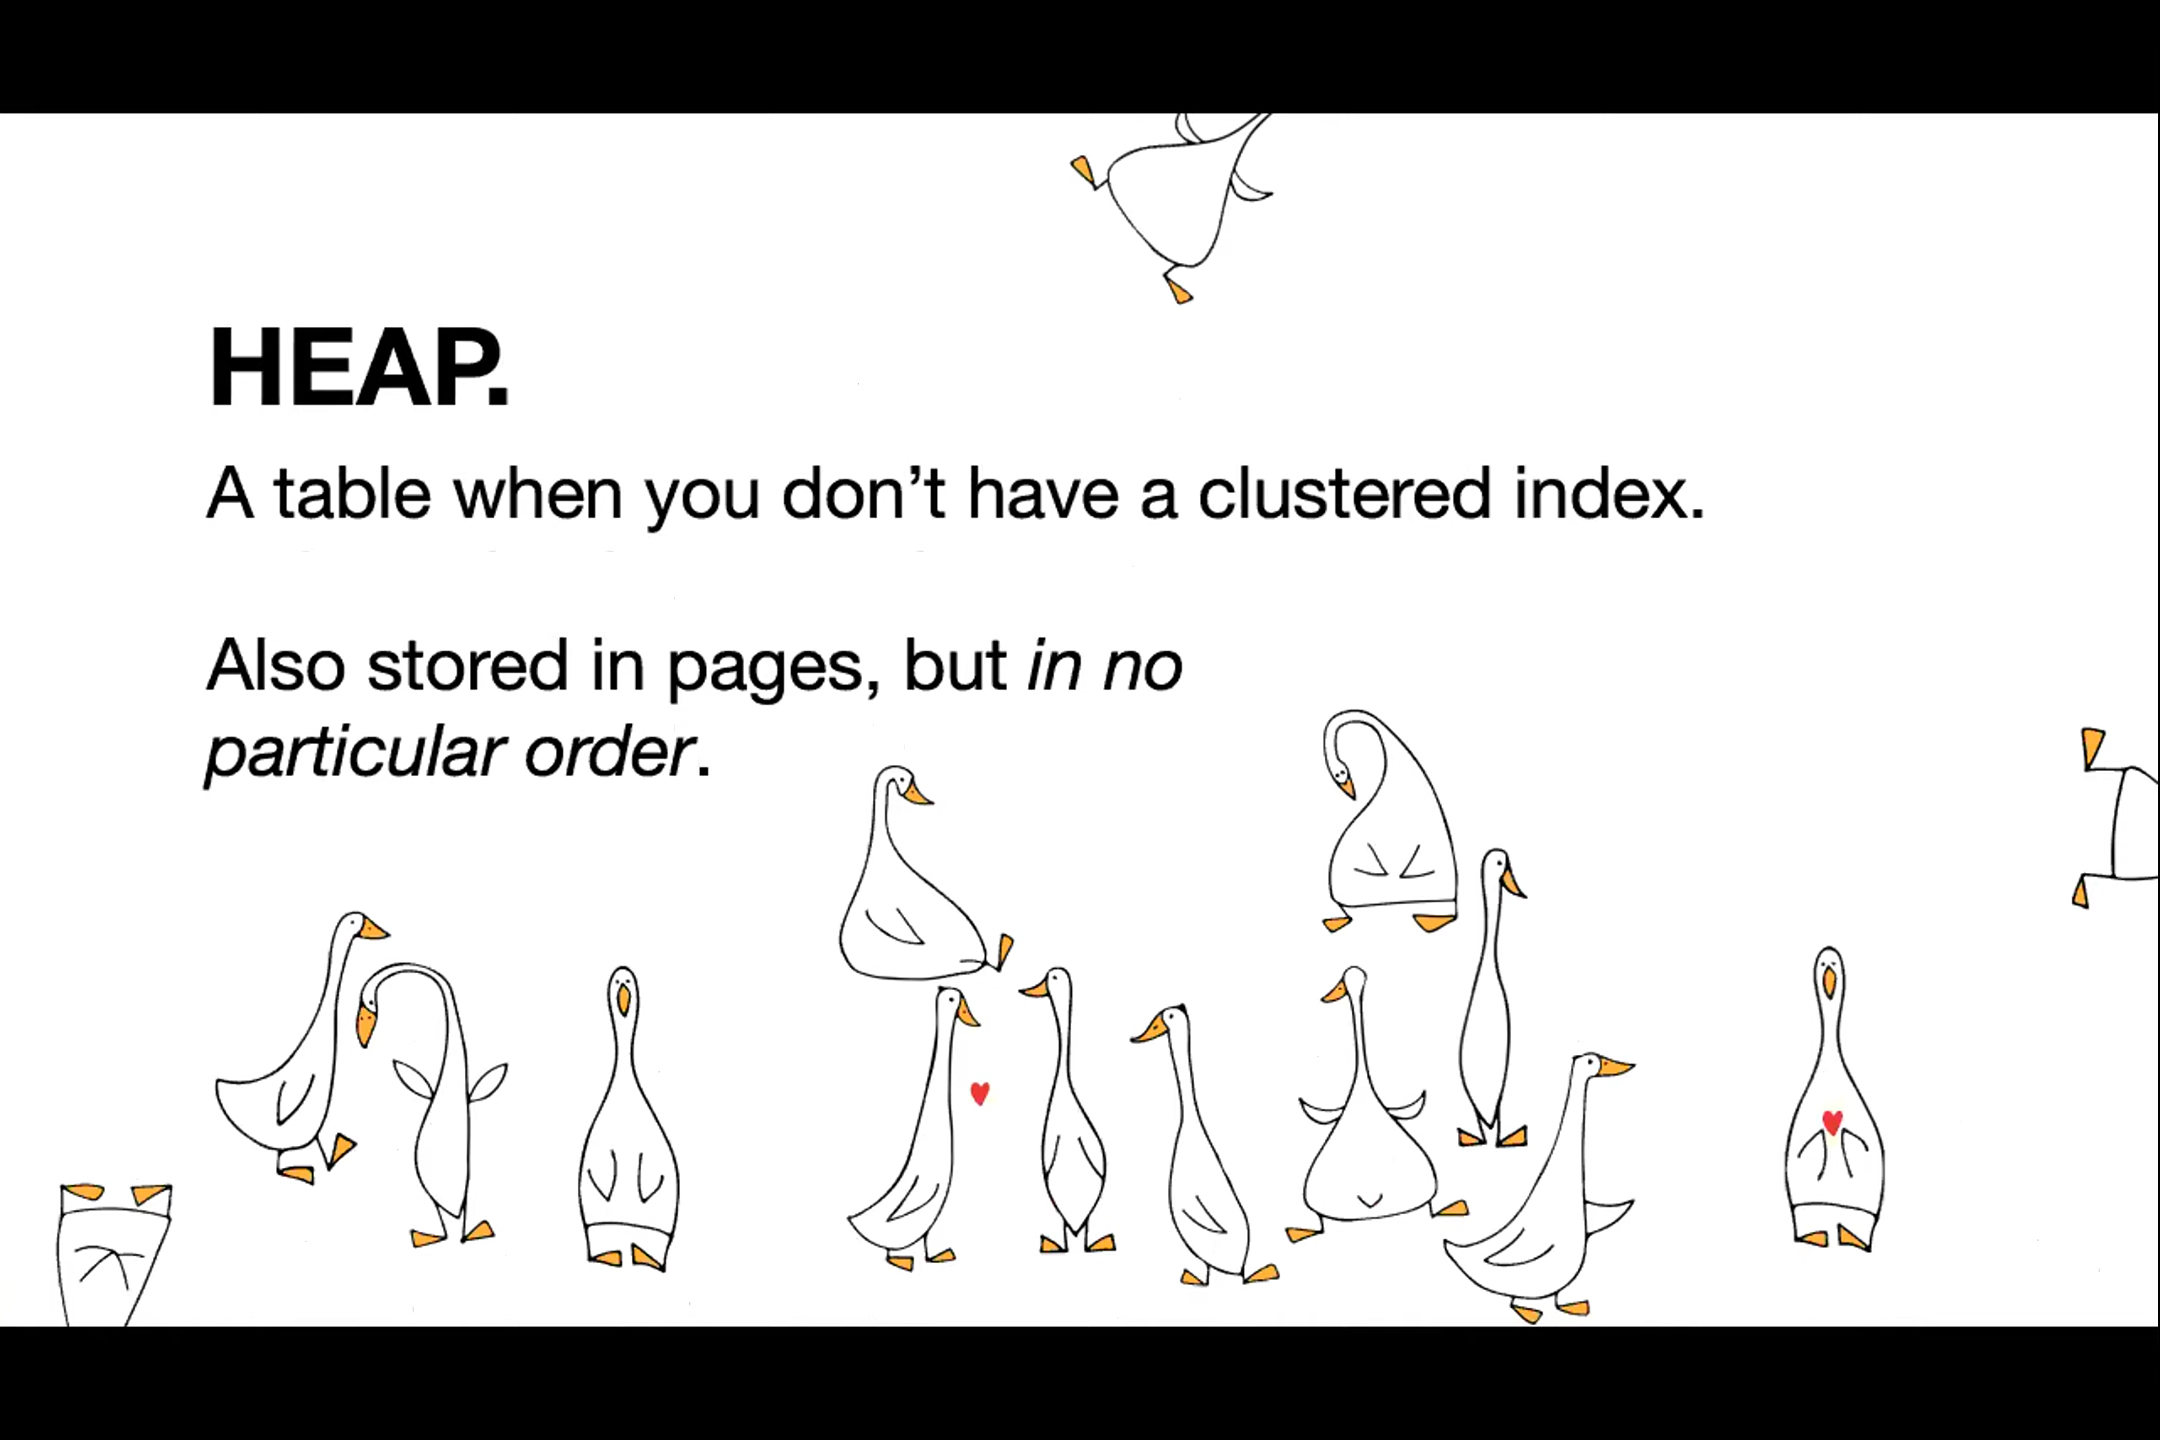 HEAP.
A table when you don’t have a clustered index.
Also stored in pages, but in no
particular order.